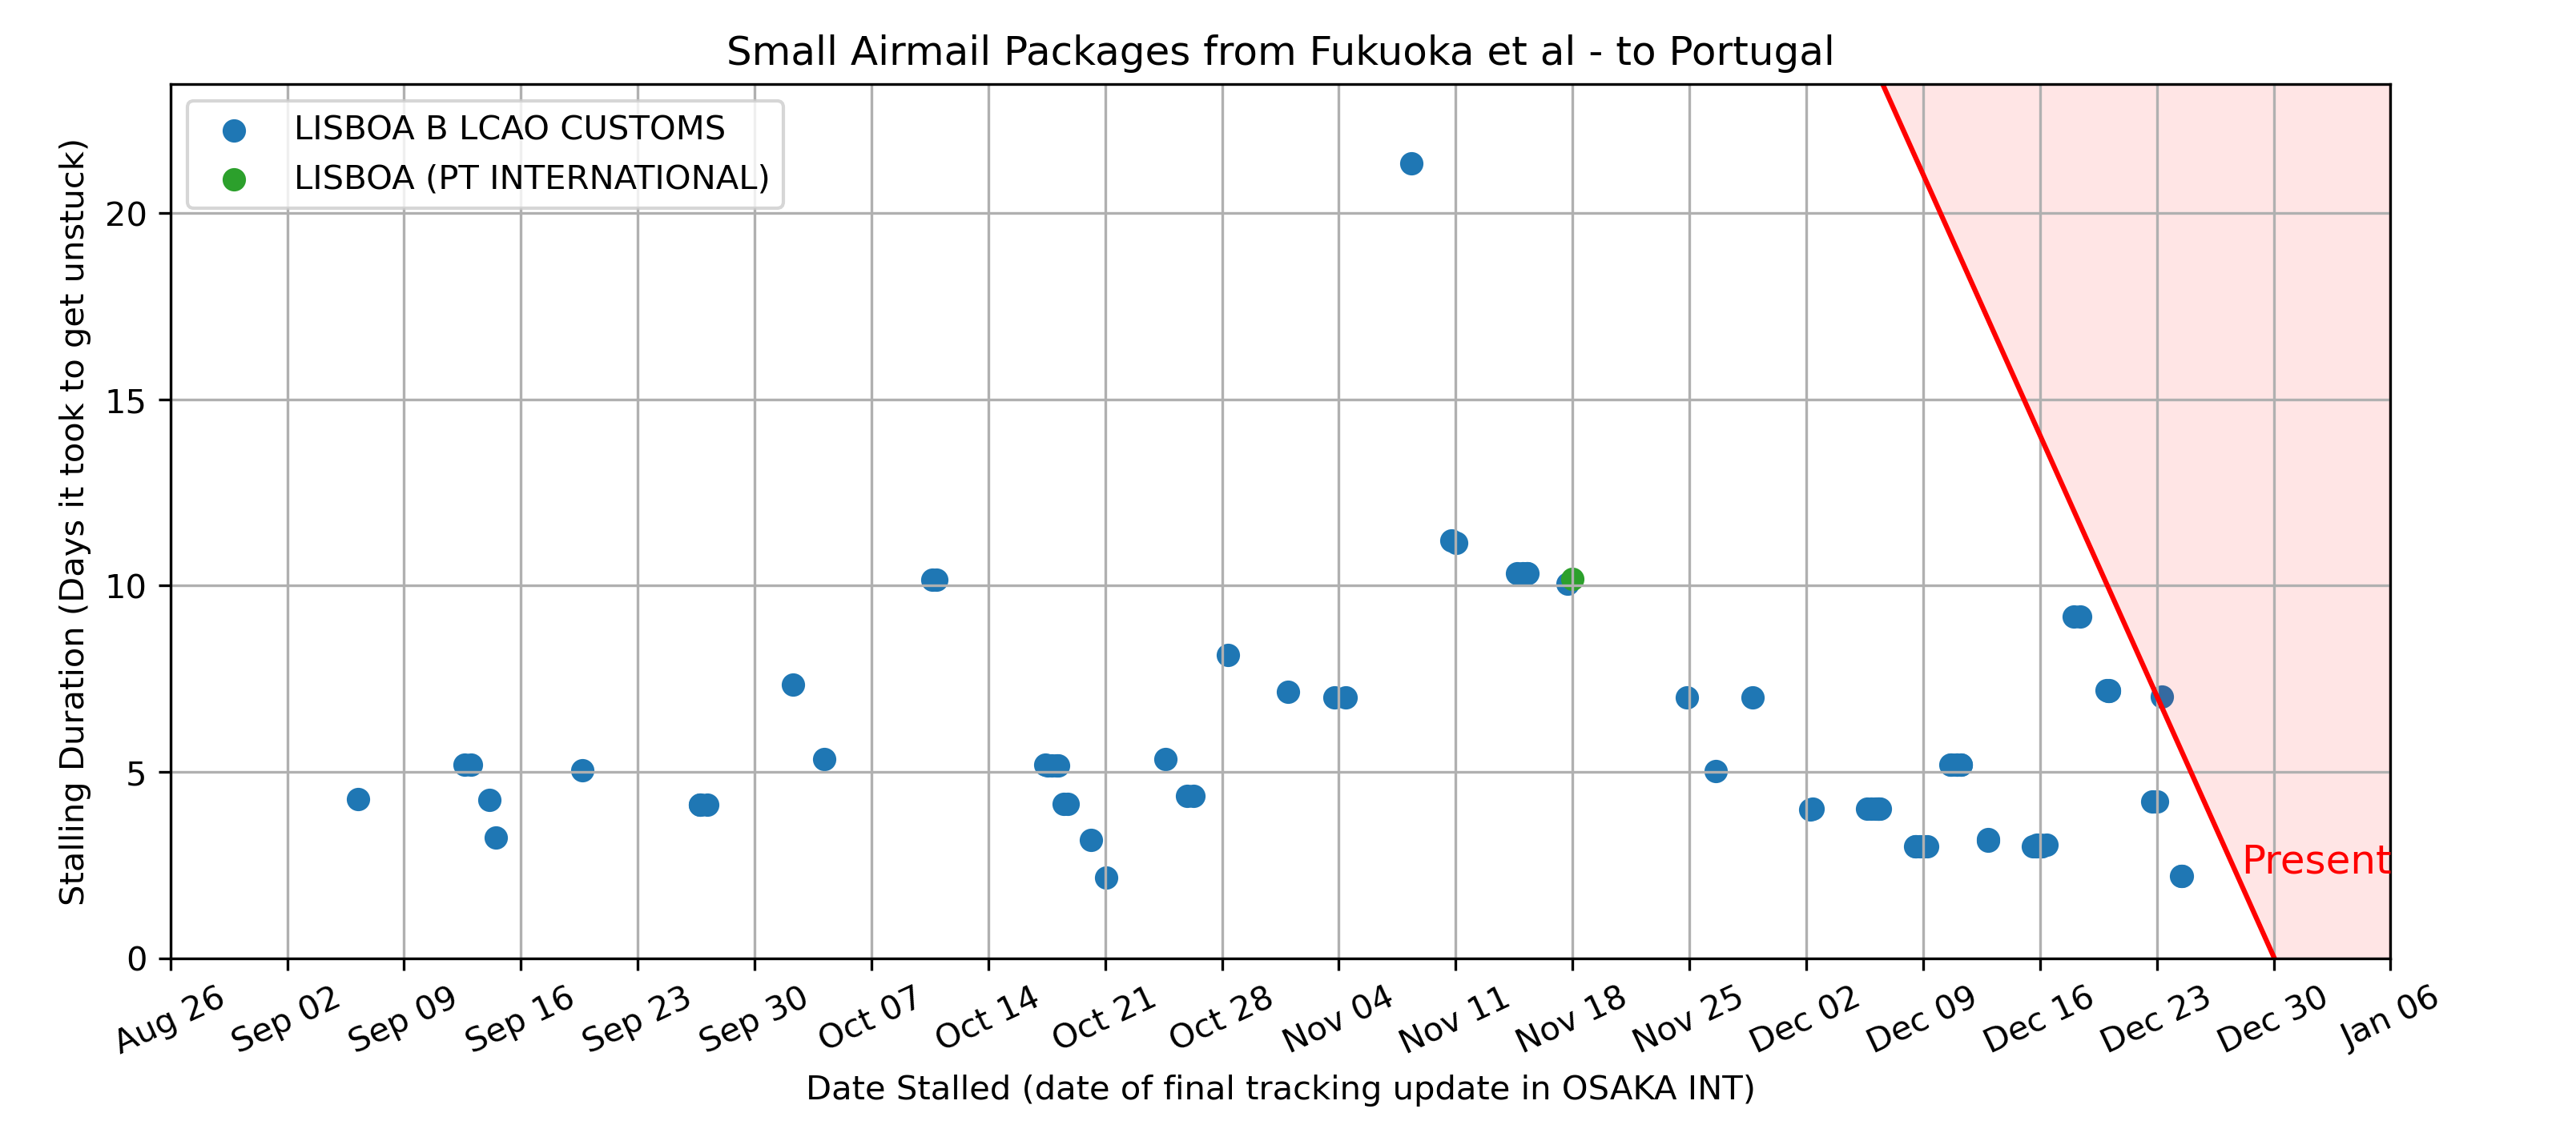 Small Airmail Packages from Fukuoka et al - to Portugal
LISBOA B LCAO CUSTOMS
LISBOA (PT INTERNATIONAL)
Stalling Duration (Days it took to get unstuck)
20
15
10
5
0
Present
Aug 26
Sep 02
Sep 09
Sep 16
Sep 23
Sep 30
Oct 07
Oct 14
Oct 21
Oct 28
Nov 04
Nov 11
Nov 18
Nov 25
Dec 02
Dec 09
Dec 16
Dec 23
Dec 30
Jan 06
Date Stalled (date of final tracking update in OSAKA INT)